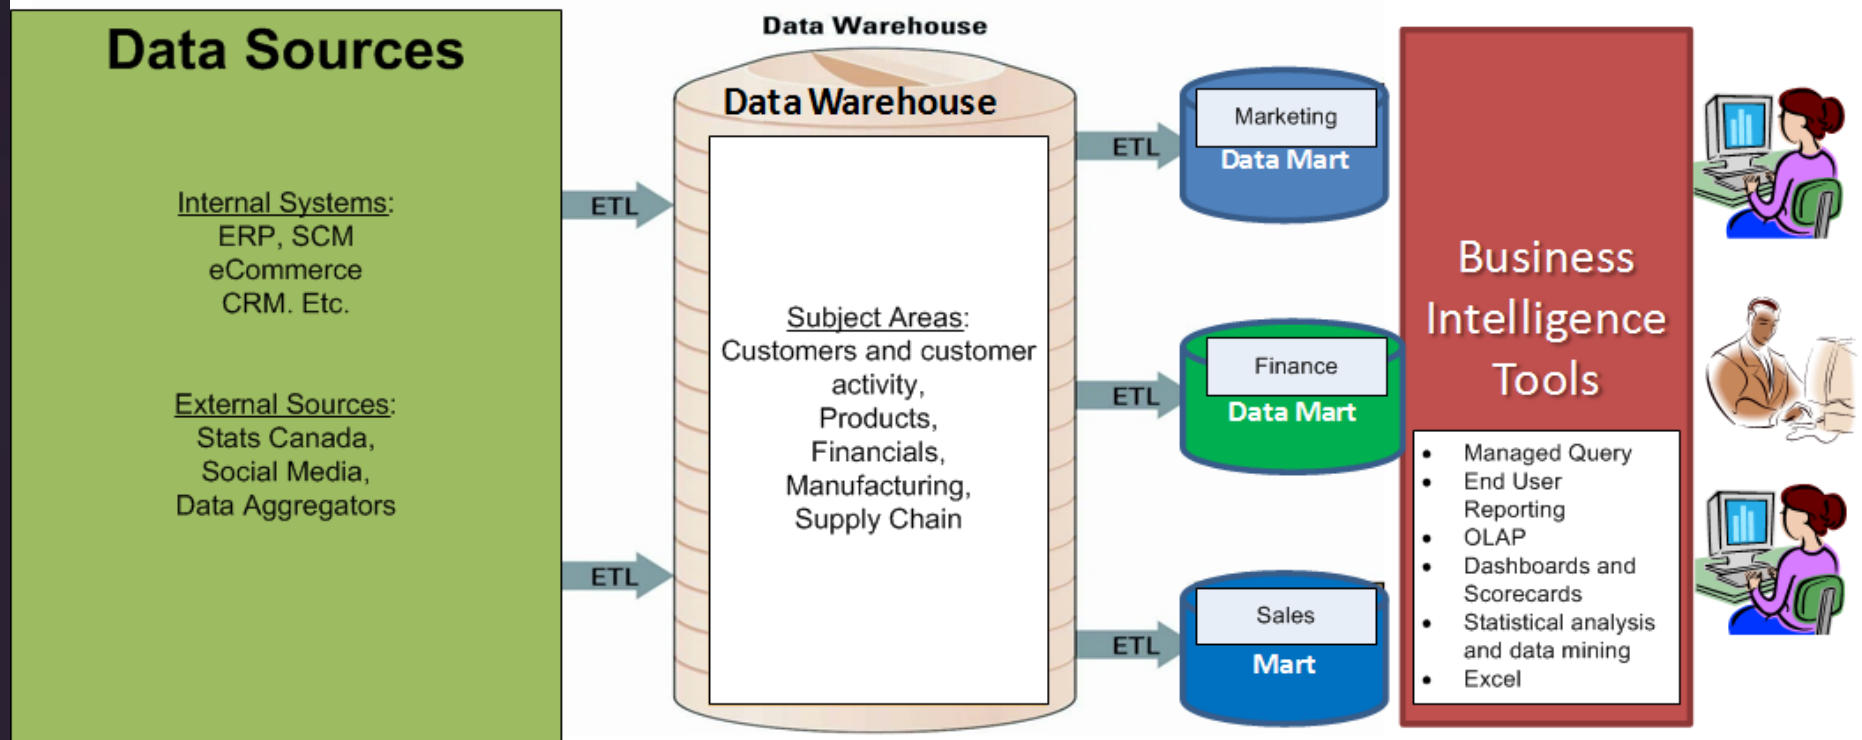 Data Sources
Internal Systems:
ERP, SCM
eCommerce
CRM. Etc.
External Sources:
Stats Canada,
Social Media,
Data Aggregators
ETL
ETL
Data Warehouse
Data Warehouse
Subject Areas:
Customers and customer
activity,
Products,
Financials,
Manufacturing,
Supply Chain
ETL
ETL
ETL
Marketing
Data Mart
Finance
Data Mart
Sales
Mart
Business
Intelligence
Tools
• Managed Query
• End User
Reporting
• OLAP
• Dashboards and
Scorecards
• Statistical analysis
and data mining
• Excel